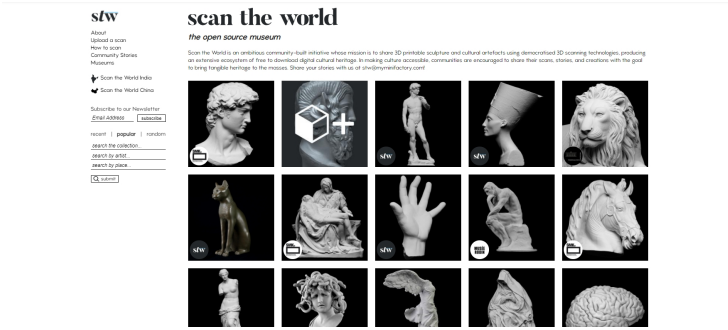 stw
About
Upload a scan
How to scan
Community Stories
Museums
Scan the World India
Scan the World China
Subscribe to our Newsletter
Email Address subscribe
recent | popular | random
search the collection...
search by artist...
search by place...
submit
scan the world
the open source museum
Scan the World is an ambitious community-built initiative whose mission is to share 3D printable sculpture and cultural artefacts using democratised 3D scanning technologies, producing
an extensive ecosystem of free to download digital cultural heritage. In making culture accessible, communities are encouraged to share their scans, stories, and creations with the goal
to bring tangible heritage to the masses. Share your stories with us at stw@myminifactory.com!
stw
stw
stw
stw